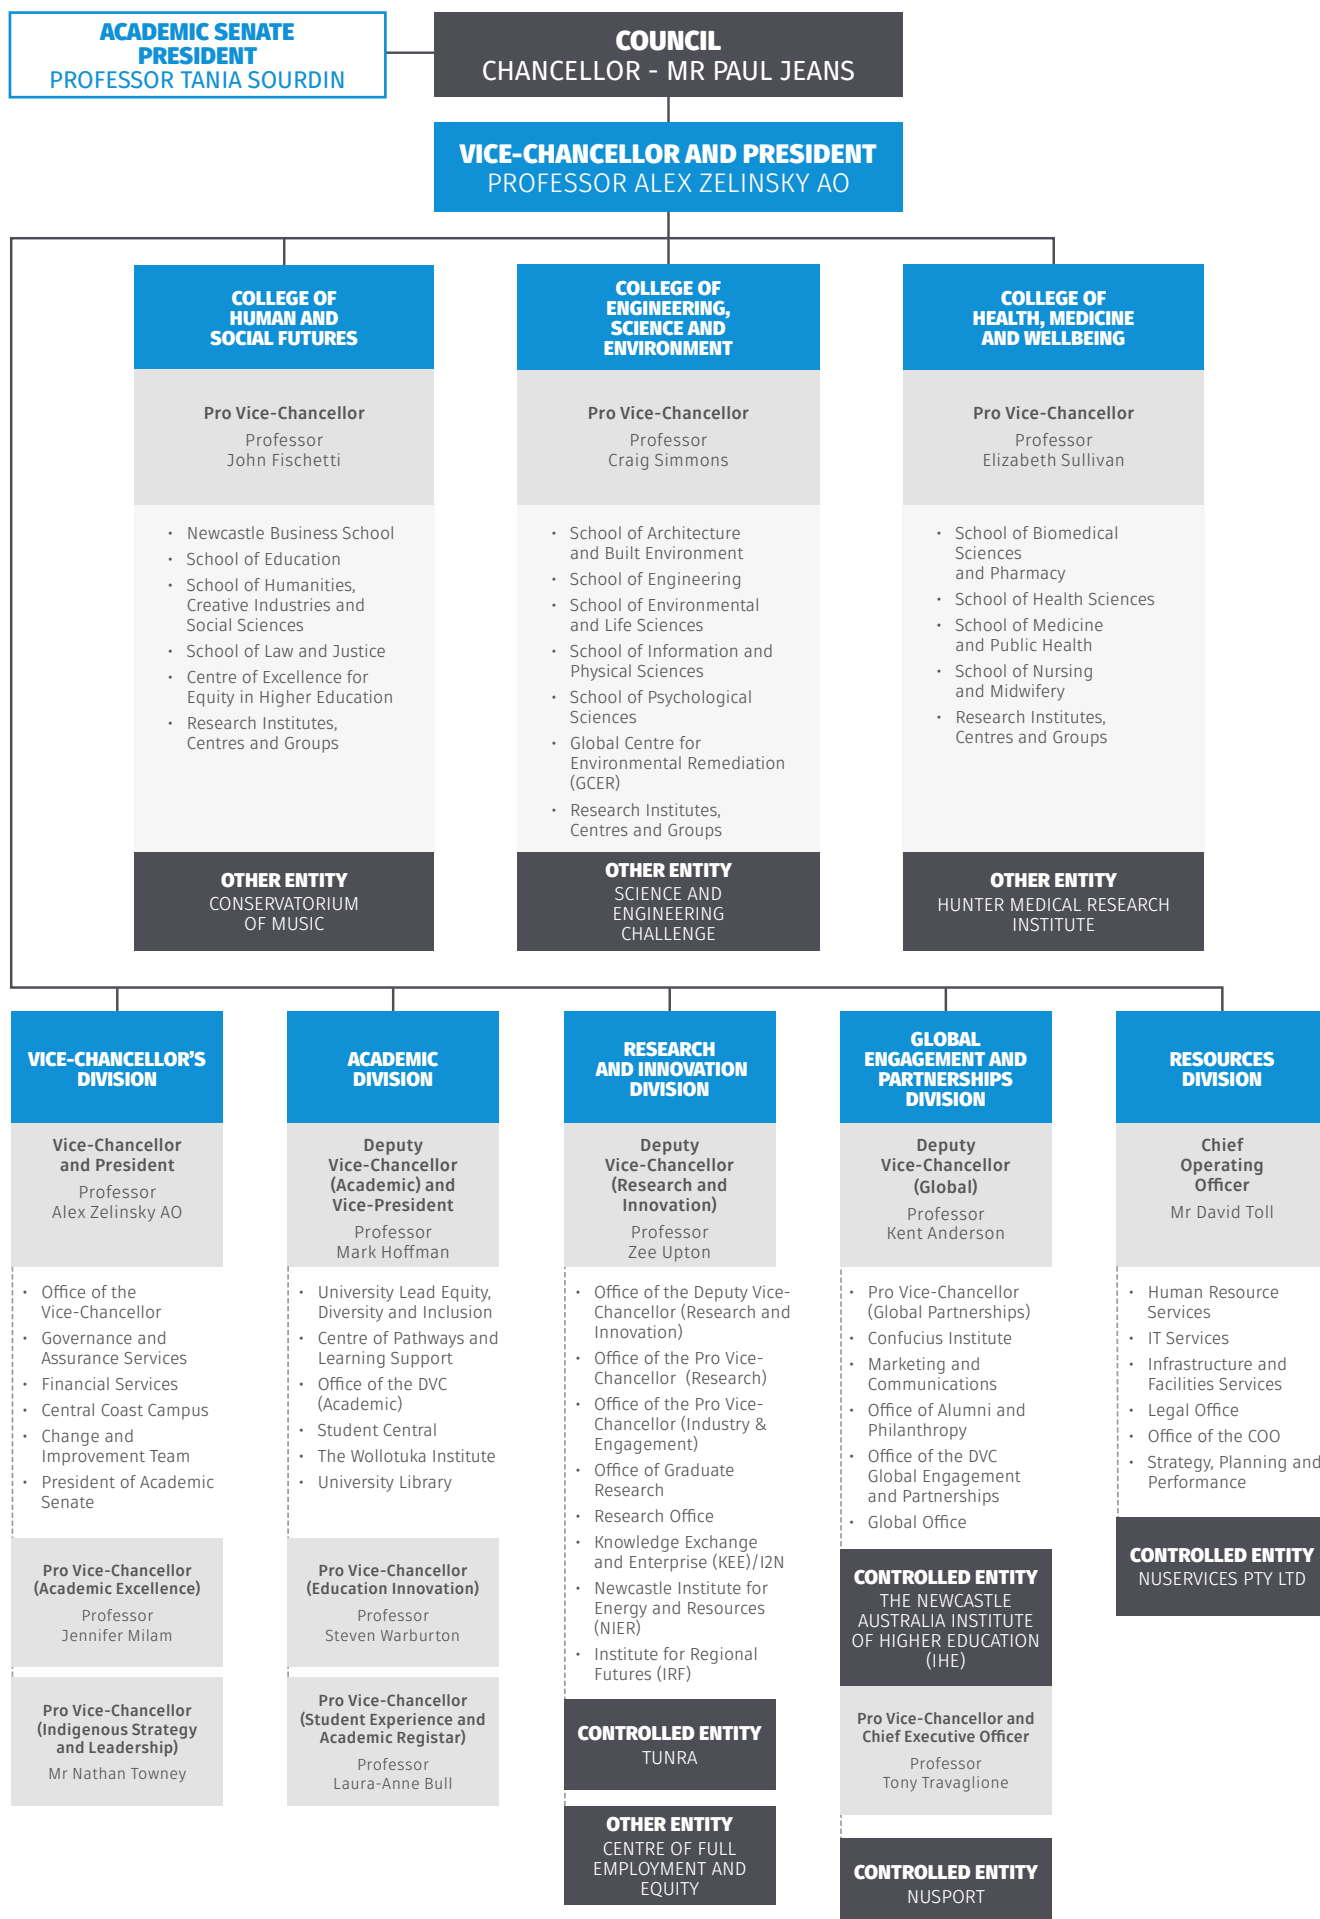 ACADEMIC SENATE
PRESIDENT
PROFESSOR TANIA SOURDIN
COUNCIL
CHANCELLOR - MR PAUL JEANS
VICE-CHANCELLOR AND PRESIDENT
PROFESSOR ALEX ZELINSKY AO
COLLEGE OF
HUMAN AND
SOCIAL FUTURES
Pro Vice-Chancellor
Professor
John Fischetti
• Newcastle Business School
• School of Education
• School of Humanities,
Creative Industries and
Social Sciences
• School of Law and Justice
• Centre of Excellence for
Equity in Higher Education
• Research Institutes,
Centres and Groups
OTHER ENTITY
CONSERVATORIUM
OF MUSIC
COLLEGE OF
ENGINEERING,
SCIENCE AND
ENVIRONMENT
Pro Vice-Chancellor
Professor
Craig Simmons
• School of Architecture
and Built Environment
• School of Engineering
• School of Environmental
and Life Sciences
• School of Information and
Physical Sciences
• School of Psychological
Sciences
• Global Centre for
Environmental Remediation
(GCER)
• Research Institutes,
Centres and Groups
OTHER ENTITY
SCIENCE AND
ENGINEERING
CHALLENGE
COLLEGE OF
HEALTH, MEDICINE
AND WELLBEING
Pro Vice-Chancellor
Professor
Elizabeth Sullivan
• School of Biomedical
Sciences
and Pharmacy
• School of Health Sciences
• School of Medicine
and Public Health
• School of Nursing
and Midwifery
• Research Institutes,
Centres and Groups
OTHER ENTITY
HUNTER MEDICAL RESEARCH
INSTITUTE
VICE-CHANCELLOR'S
DIVISION
Vice-Chancellor
and President
Professor
Alex Zelinsky AO
• Office of the
Vice-Chancellor
• Governance and
Assurance Services
• Financial Services
• Central Coast Campus
• Change and
Improvement Team
• President of Academic
Senate
Pro Vice-Chancellor
(Academic Excellence)
Professor
Jennifer Milam
Pro Vice-Chancellor
(Indigenous Strategy
and Leadership)
Mr Nathan Towney
ACADEMIC
DIVISION
Deputy
Vice-Chancellor
(Academic) and
Vice-President
Professor
Mark Hoffman
• University Lead Equity,
Diversity and Inclusion
• Centre of Pathways and
Learning Support
• Office of the DVC
(Academic)
• Student Central
• The Wollotuka Institute
• University Library
Pro Vice-Chancellor
(Education Innovation)
Professor
Steven Warburton
Pro Vice-Chancellor
(Student Experience and
Academic Registar)
Professor
Laura-Anne Bull
RESEARCH
AND INNOVATION
DIVISION
Deputy
Vice-Chancellor
(Research and
Innovation)
Professor
Zee Upton
• Office of the Deputy Vice-
Chancellor (Research and
Innovation)
• Office of the Pro Vice-
Chancellor (Research)
• Office of the Pro Vice-
Chancellor (Industry &
Engagement)
• Office of Graduate
Research
• Research Office
• Knowledge Exchange
and Enterprise (KEE)/I2N
• Newcastle Institute for
Energy and Resources
(NIER)
• Institute for Regional
Futures (IRF)
CONTROLLED ENTITY
TUNRA
OTHER ENTITY
CENTRE OF FULL
EMPLOYMENT AND
EQUITY
GLOBAL
ENGAGEMENT AND
PARTNERSHIPS
DIVISION
Deputy
Vice-Chancellor
(Global)
Professor
Kent Anderson
• Pro Vice-Chancellor
(Global Partnerships)
• Confucius Institute
• Marketing and
Communications
• Office of Alumni and
Philanthropy
• Office of the DVC
Global Engagement
and Partnerships
• Global Office
CONTROLLED ENTITY
THE NEWCASTLE
AUSTRALIA INSTITUTE
OF HIGHER EDUCATION
(IHE)
Pro Vice-Chancellor and
Chief Executive Officer
Professor
Tony Travaglione
CONTROLLED ENTITY
NUSPORT
RESOURCES
DIVISION
Chief
Operating
Officer
Mr David Toll
• Human Resource
Services
• IT Services
• Infrastructure and
Facilities Services
• Legal Office
• Office of the COO
• Strategy, Planning and
Performance
CONTROLLED ENTITY
NUSERVICES PTY LTD